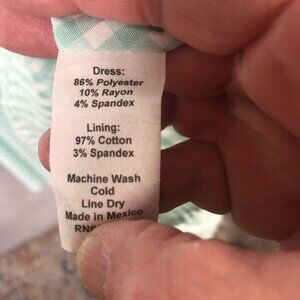 Dress:
86% Polyester
10% Rayon
4% Spandex
Lining:
97% Cotton
3% Spandex
Machine Wash
Cold
Line Dry
Made in Mexico
RN#